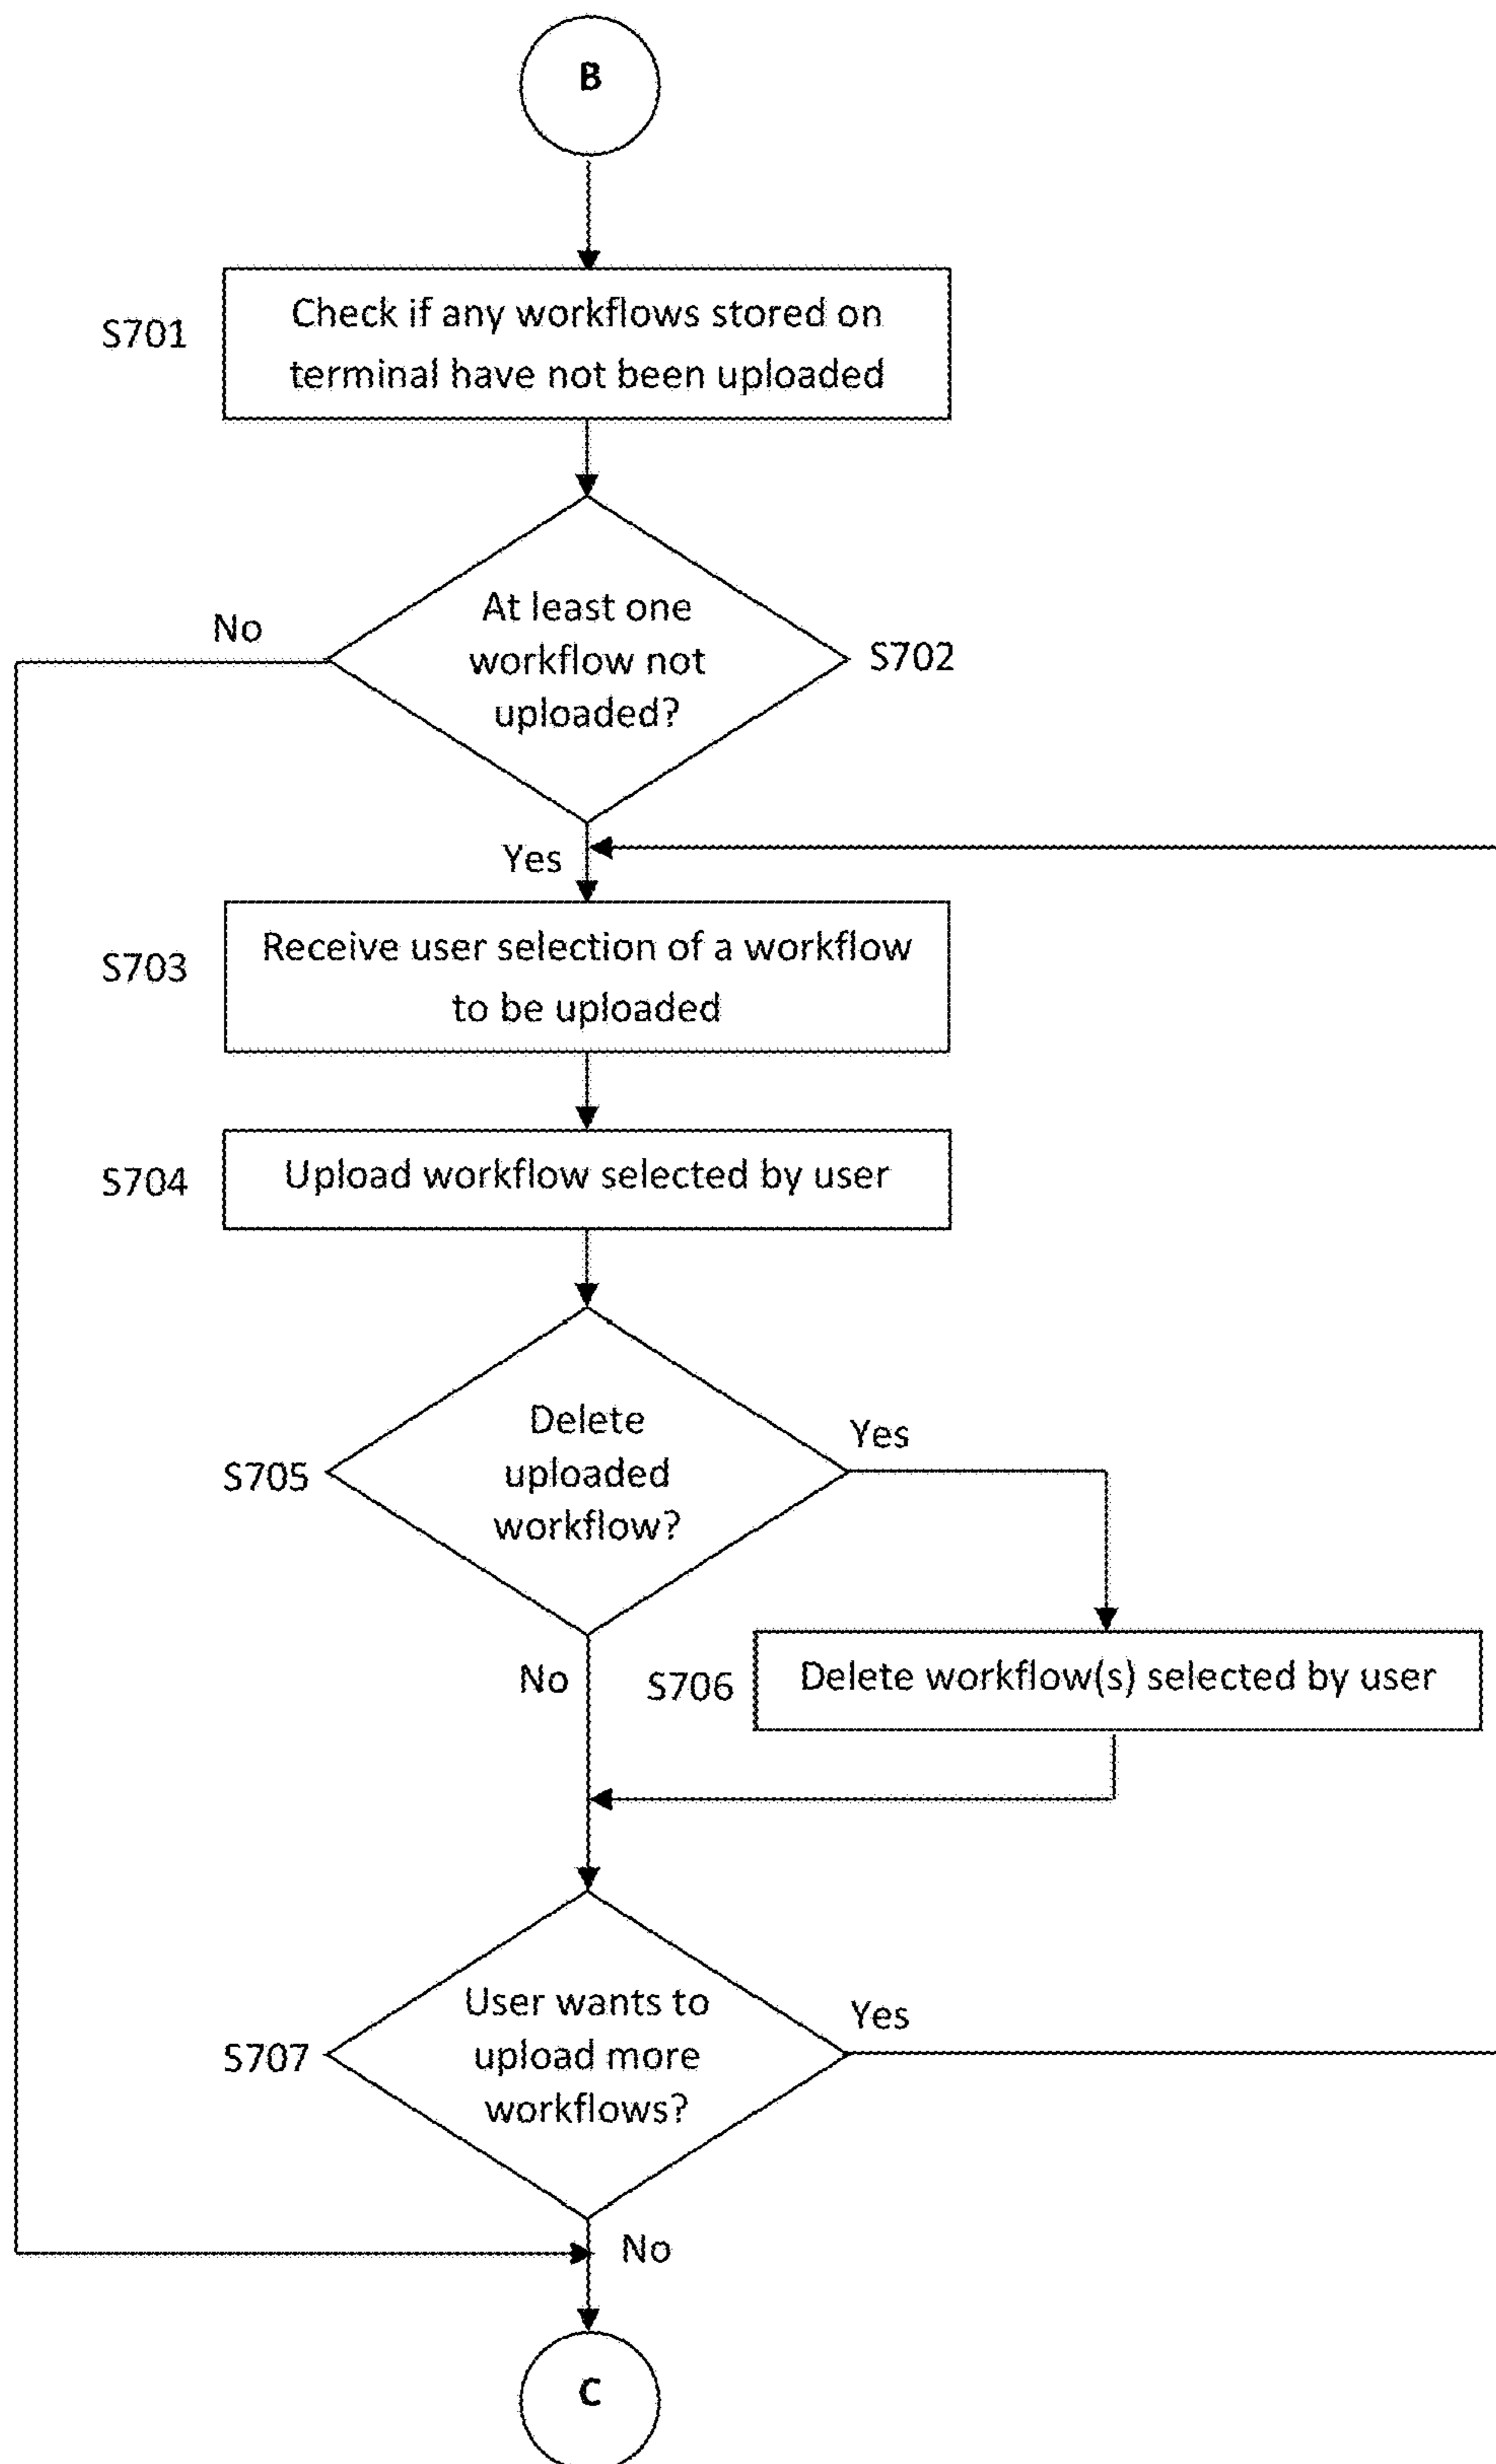 B
S701
Check if any workflows stored on
terminal have not been uploaded
No
At least one
workflow not
uploaded?
S702
Yes
S703
Receive user selection of a workflow
to be uploaded
S704
Upload workflow selected by user
S705
Delete
uploaded
workflow?
Yes
No
S706
Delete workflow(s) selected by user
S707
User wants to
upload more
workflows?
Yes
No
C